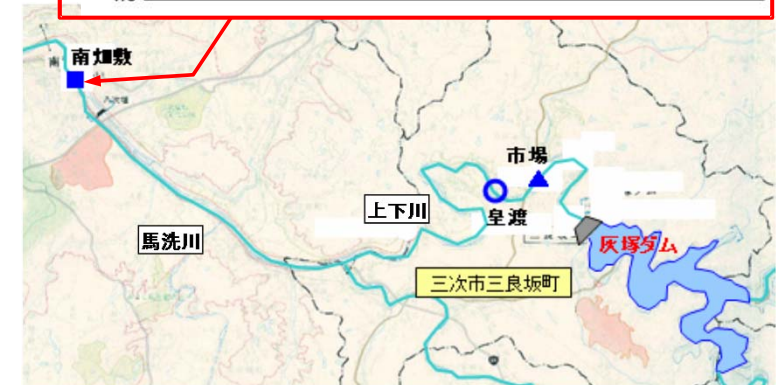 南畑敷
市場
皇渡
上下川
馬洗川
灰塚ダム
三次市三良坂町